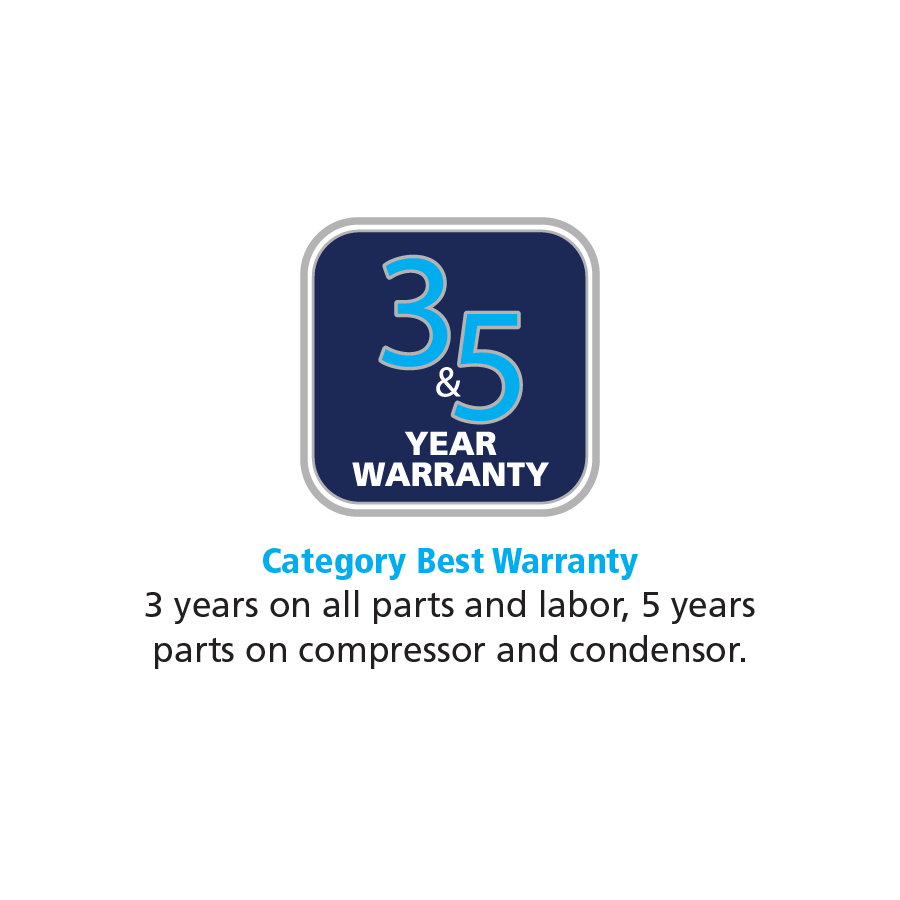 3
&5
YEAR
WARRANTY
Category Best Warranty
3 years on all parts and labor, 5 years
parts on compressor and condensor.